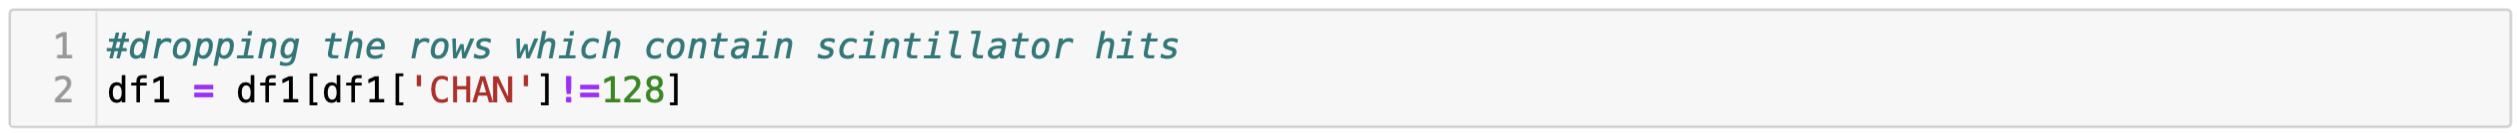 1 #dropping the rows which contain scintillator hits
2 df1 = df1[df1['CHAN']!=128]